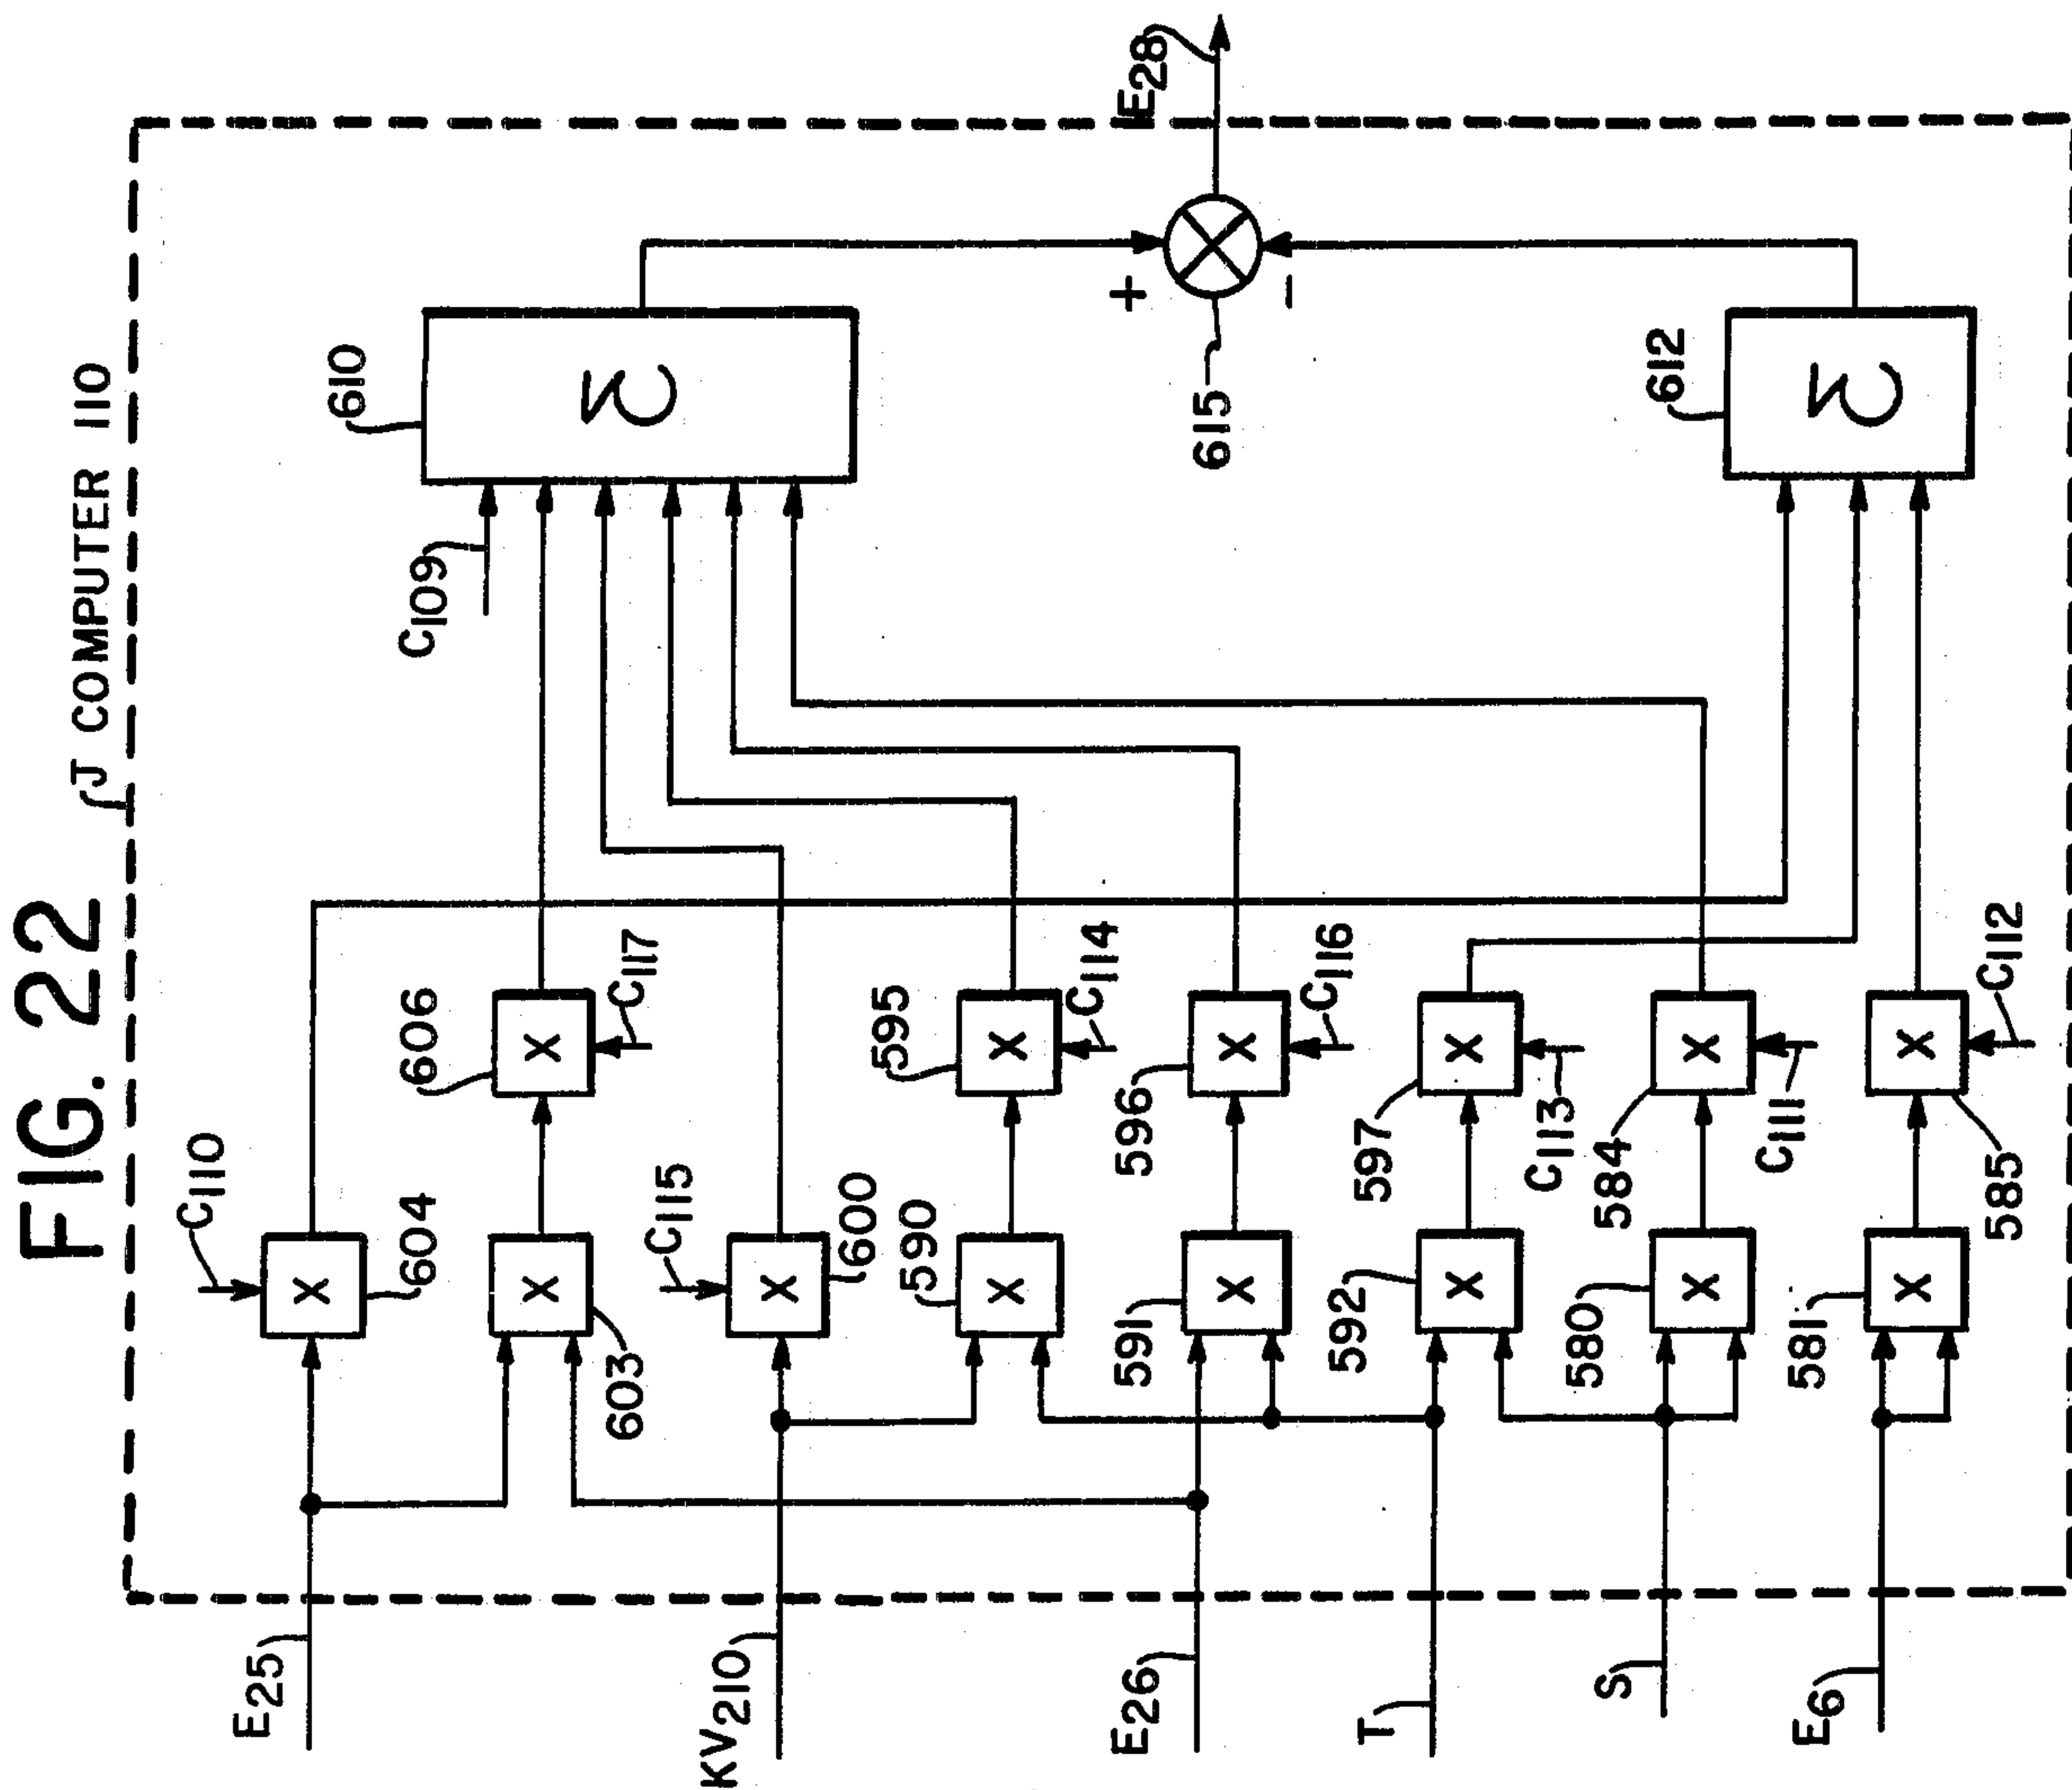 FIG. 22
J COMPUTER 110
E25
KV210
E26
T
S
E6
C110
X
604
X
603
C115
X
600
590
X
591
X
592
X
580
X
581
X
606
X
C117
595
X
C114
596
X
C116
597
X
C113
584
X
C111
X
585
C112
C109
610
Σ
612
Σ
+
-
615
E28